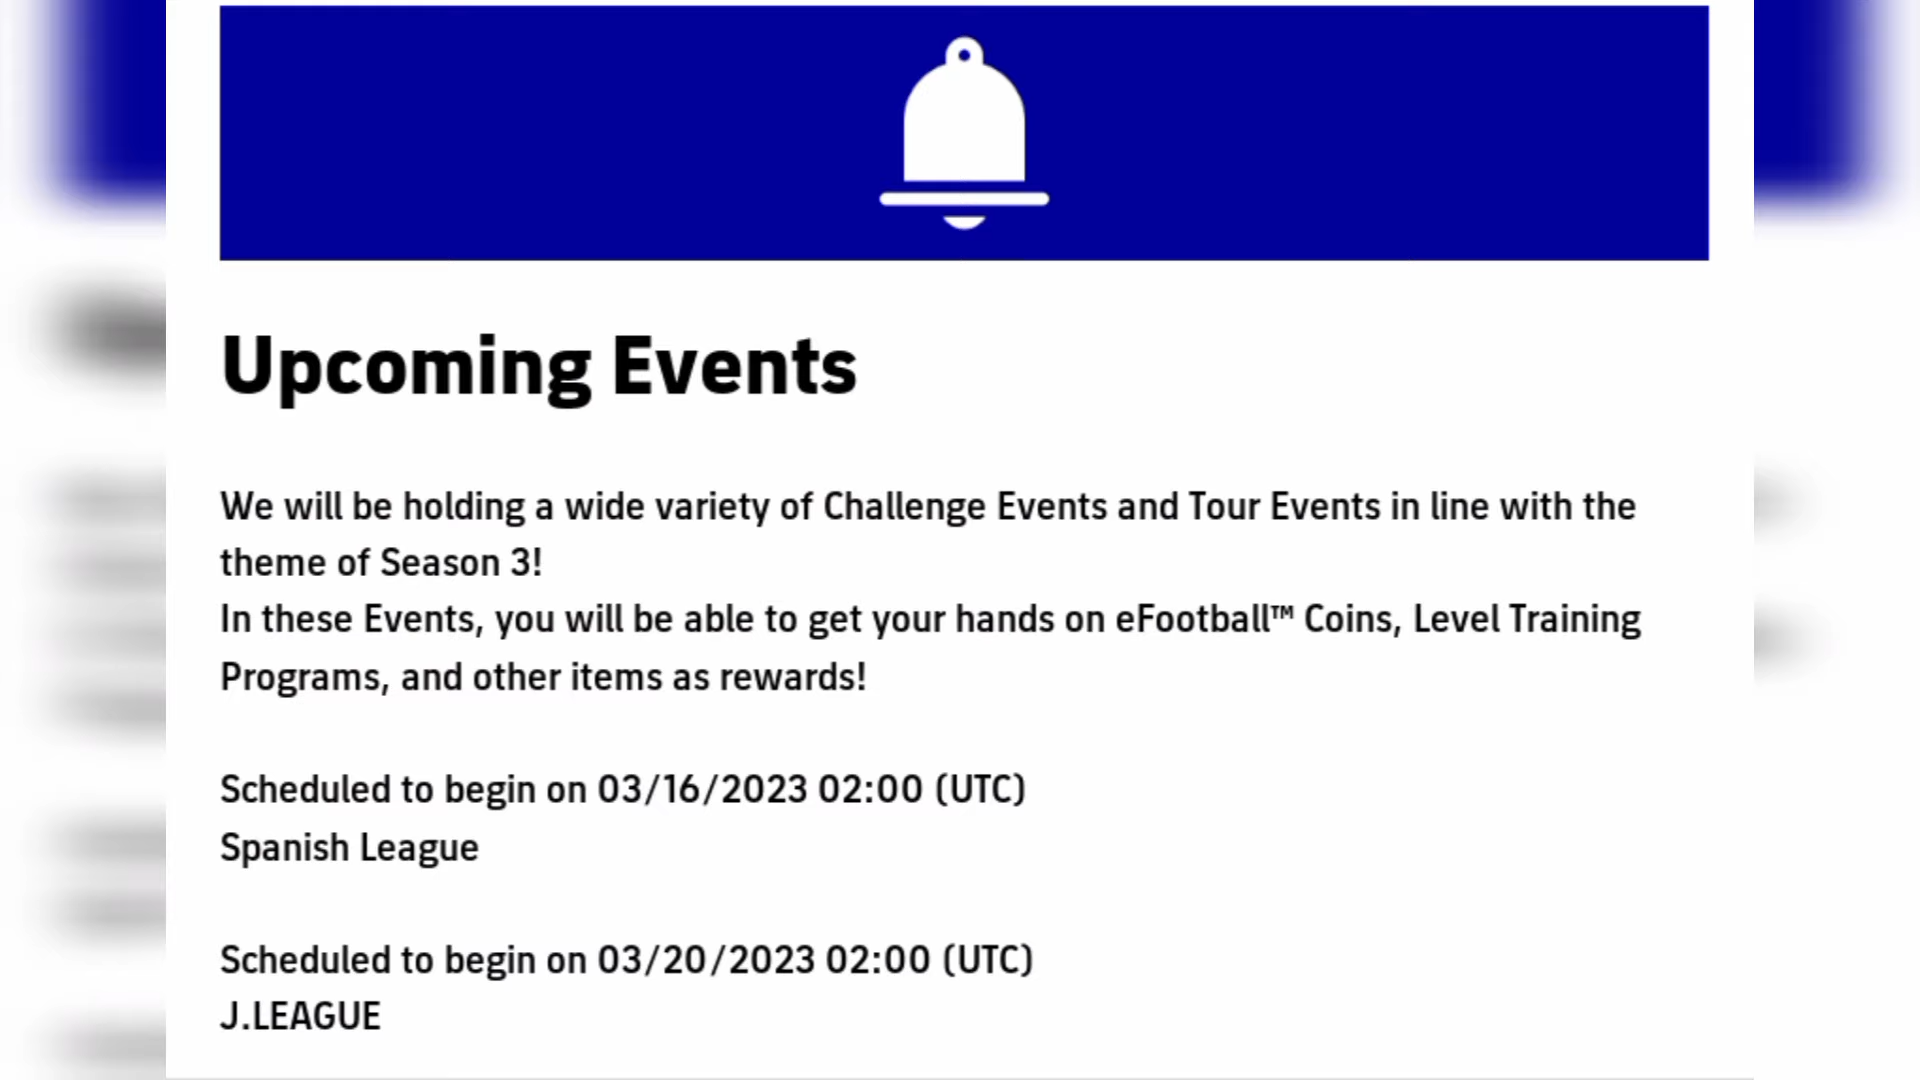 Upcoming Events
We will be holding a wide variety of Challenge Events and Tour Events in line with the
theme of Season 3!
In these Events, you will be able to get your hands on eFootball™ Coins, Level Training
Programs, and other items as rewards!
Scheduled to begin on 03/16/2023 02:00 (UTC)
Spanish League
Scheduled to begin on 03/20/2023 02:00 (UTC)
J.LEAGUE